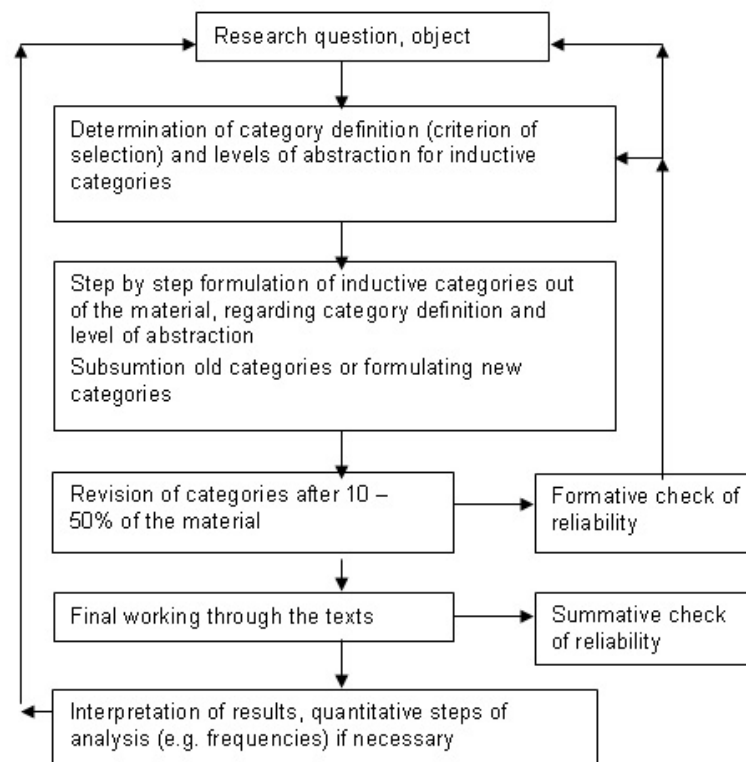 Research question, object
Determination of category definition (criterion of
selection) and levels of abstraction for inductive
categories
Step by step formulation of inductive categories out
of the material, regarding category definition and
level of abstraction
Subsumtion old categories or formulating new
categories
Revision of categories after 10 –
50% of the material
Formative check of
reliability
Final working through the texts
Summative check
of reliability
Interpretation of results, quantitative steps of
analysis (e.g. frequencies) if necessary